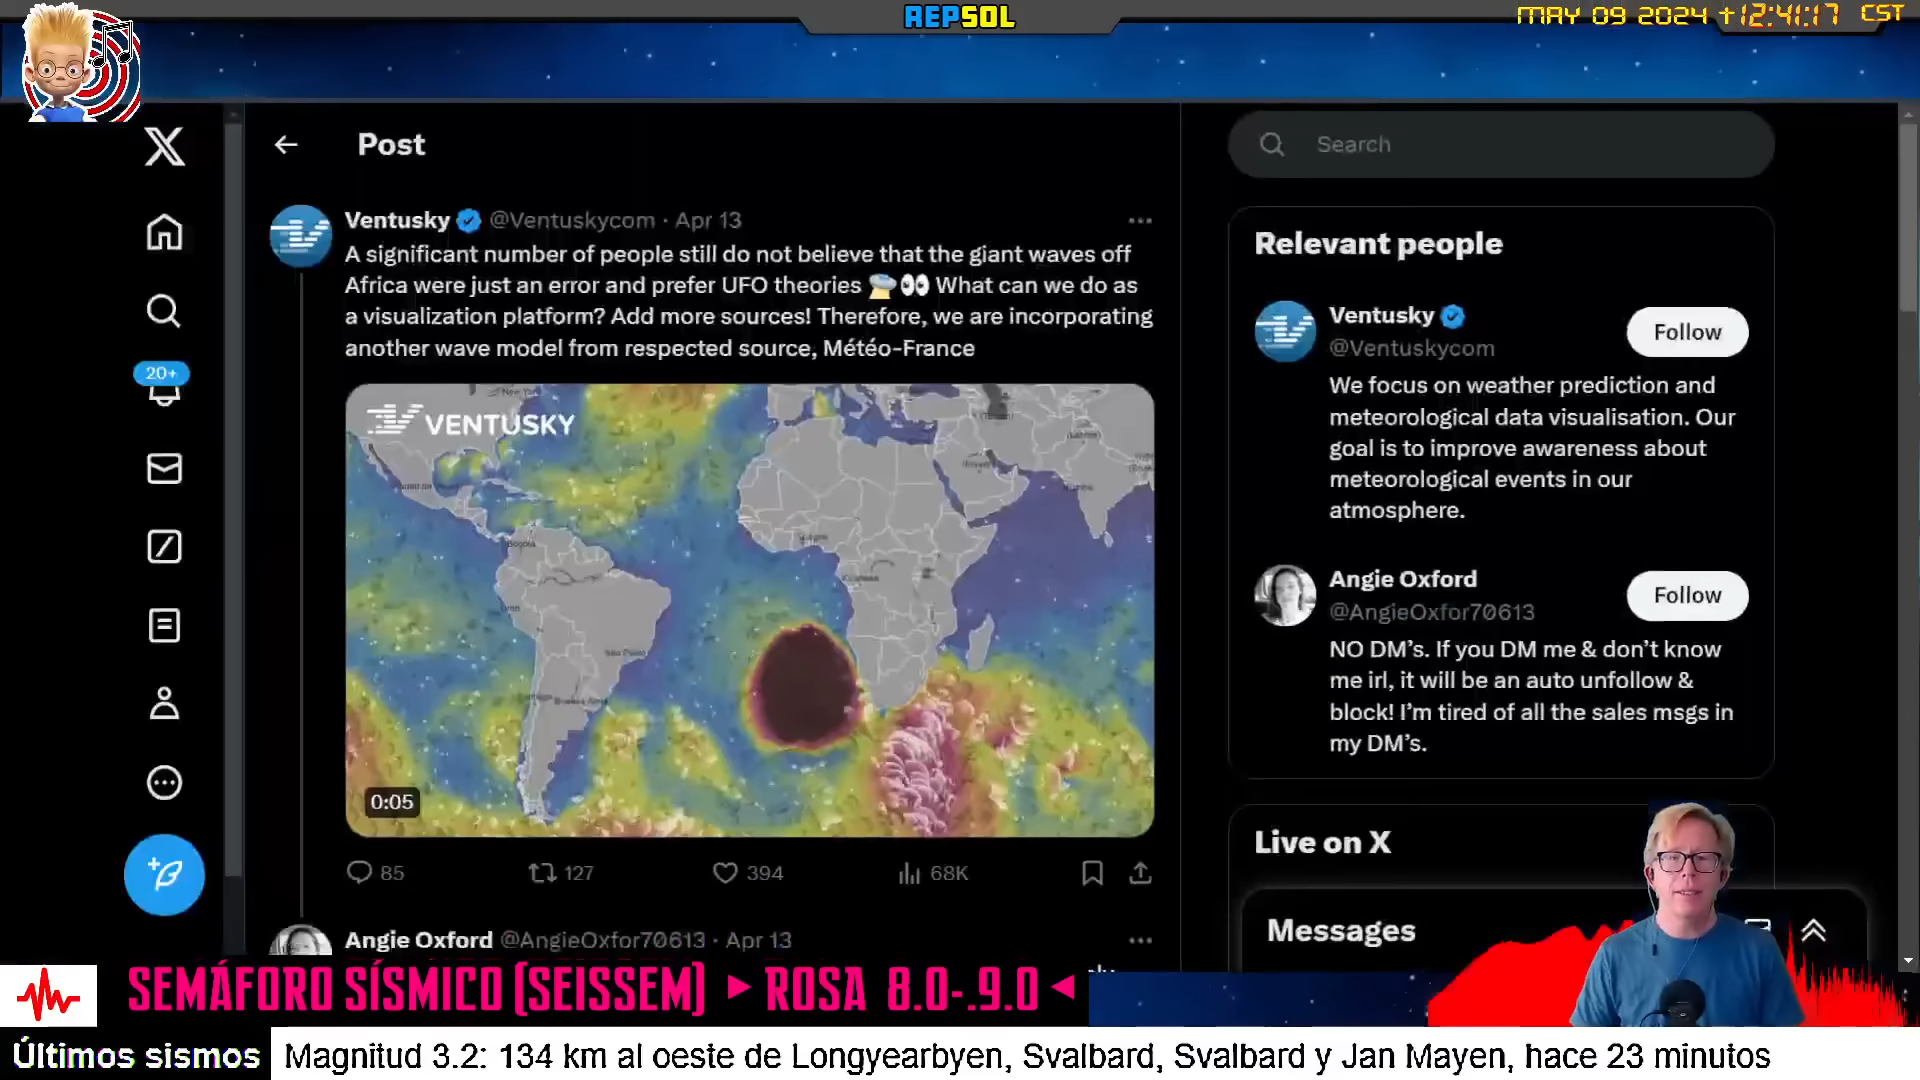 REPSOL
MAY 09 2024 +12:41:17 CST
Post
Search
Ventusky @Ventuskycom · Apr 13
A significant number of people still do not believe that the giant waves off
Africa were just an error and prefer UFO theories 🛸👀 What can we do as
a visualization platform? Add more sources! Therefore, we are incorporating
another wave model from respected source, Météo-France
20+
VENTUSKY
Bogota
São Paulo
Buenos Aires
0:05
85
127
394
68K
Angie Oxford @AngieOxfor70613 · Apr 13
Relevant people
Ventusky
@Ventuskycom
Follow
We focus on weather prediction and
meteorological data visualisation. Our
goal is to improve awareness about
meteorological events in our
atmosphere.
Angie Oxford
@AngieOxfor70613
Follow
NO DM's. If you DM me & don't know
me irl, it will be an auto unfollow &
block! I'm tired of all the sales msgs in
my DM's.
Live on X
Messages
SEMÁFORO SÍSMICO (SEISSEM) ► ROSA 8.0-.9.0 ◄
Últimos sismos
Magnitud 3.2: 134 km al oeste de Longyearbyen, Svalbard, Svalbard y Jan Mayen, hace 23 minutos